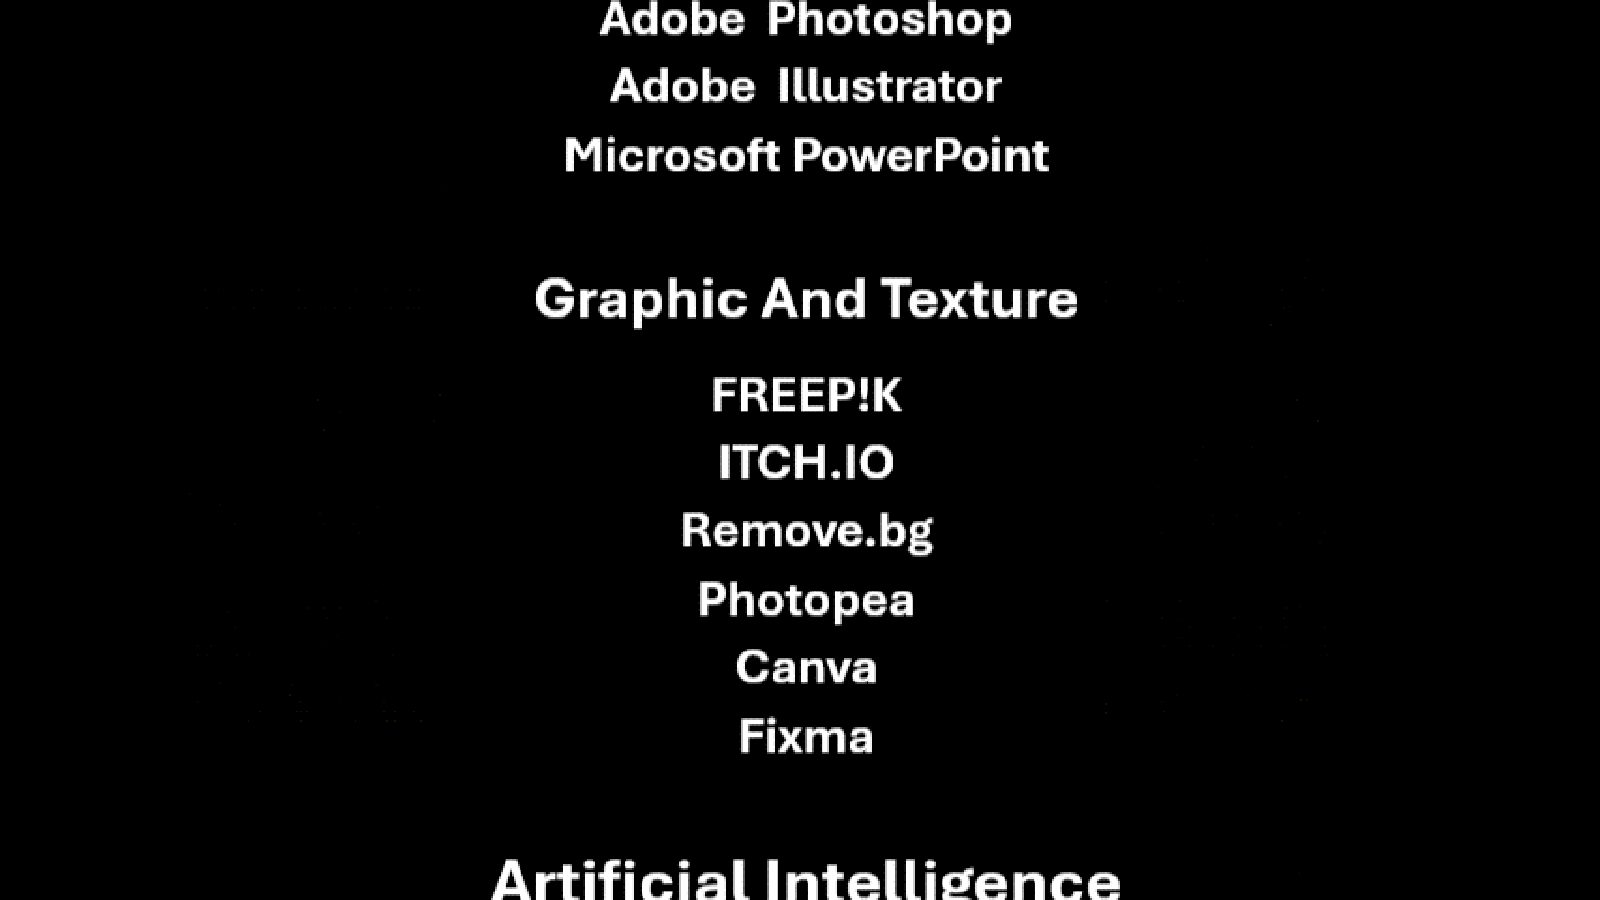 Adobe Photoshop
Adobe Illustrator
Microsoft PowerPoint
Graphic And Texture
FREEP!K
ITCH.IO
Remove.bg
Photopea
Canva
Fixma
Artificial Intelligence